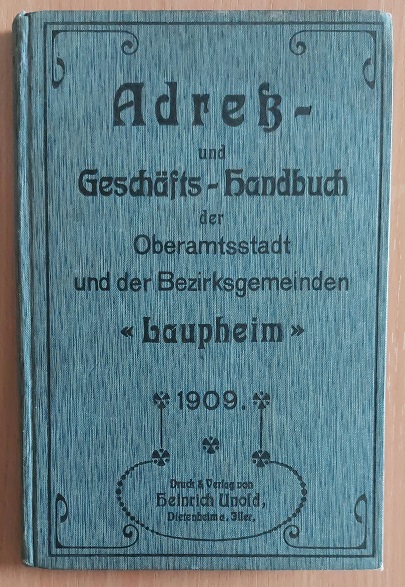 Adreß-
und
Geschäfts-Handbuch
der
Oberamtsstadt
und der Bezirksgemeinden
« Laupheim »
1909.
Druck & Verlag von
Heinrich Unold,
Dietenheim a. Iller.